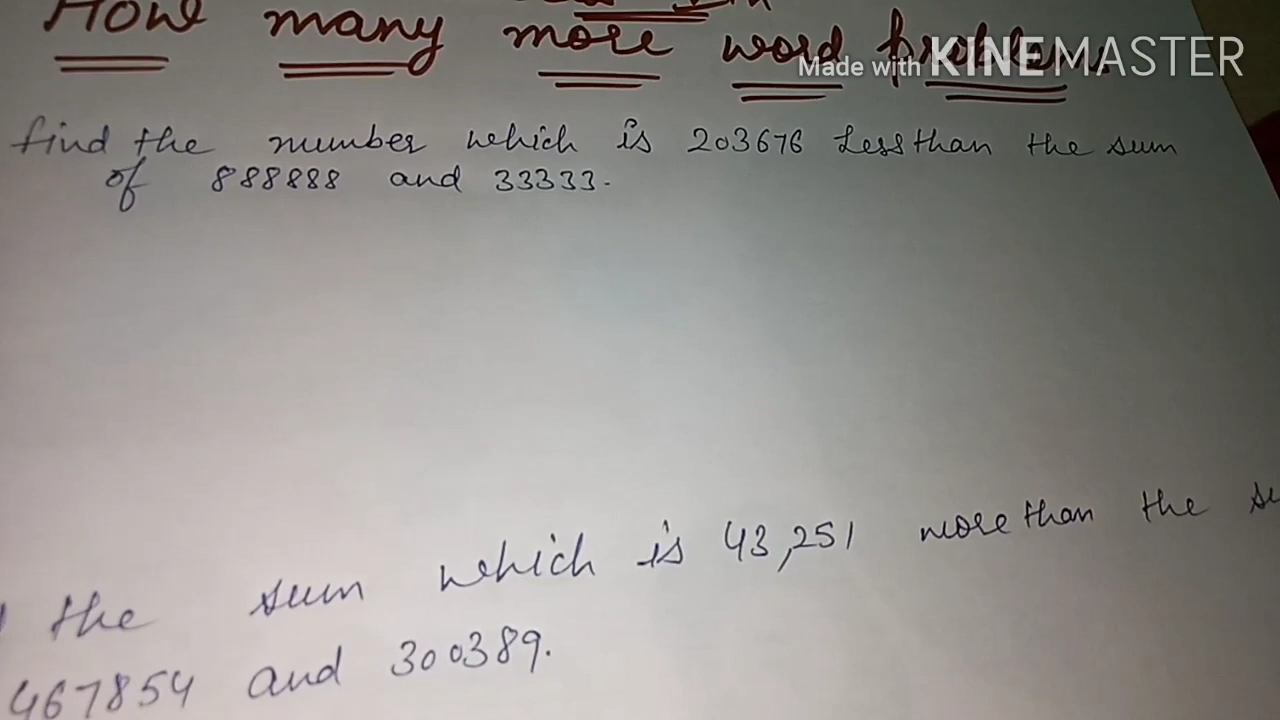 How many more word problems
Made with KINEMASTER
find the number which is 203676 less than the sum
of 888888 and 33333.
the sum which is 43,251 more than the
467854 and 300389.